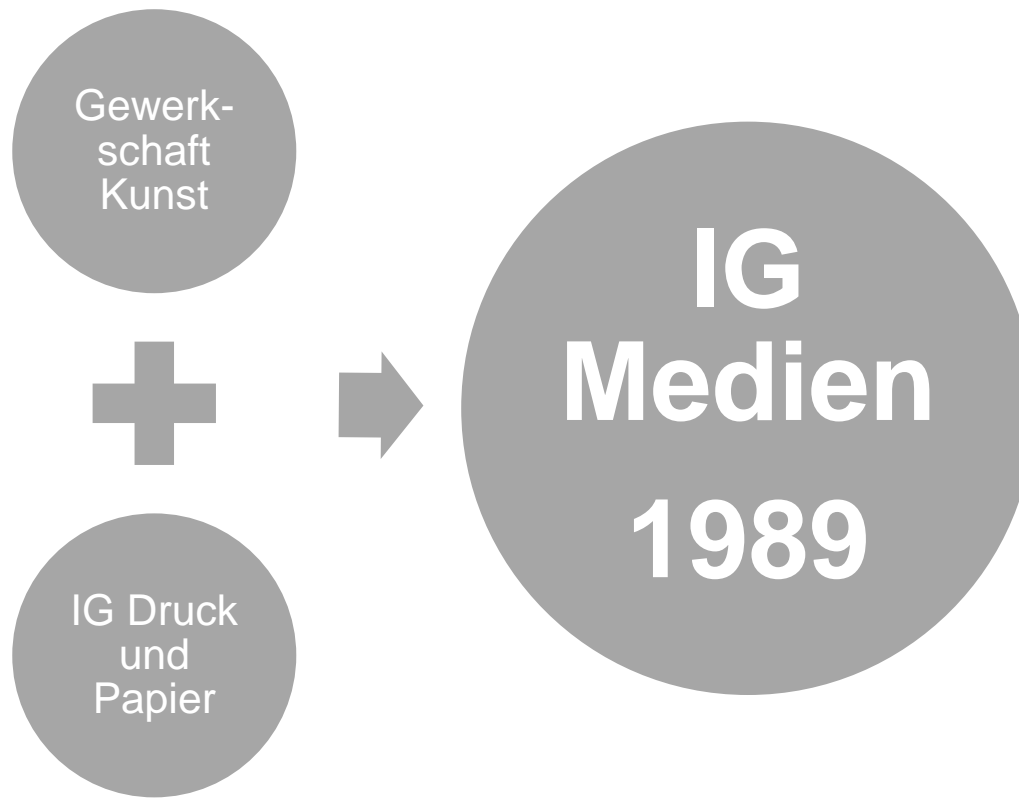 Gewerk-
schaft
Kunst
IG Druck
und
Papier
IG
Medien
1989